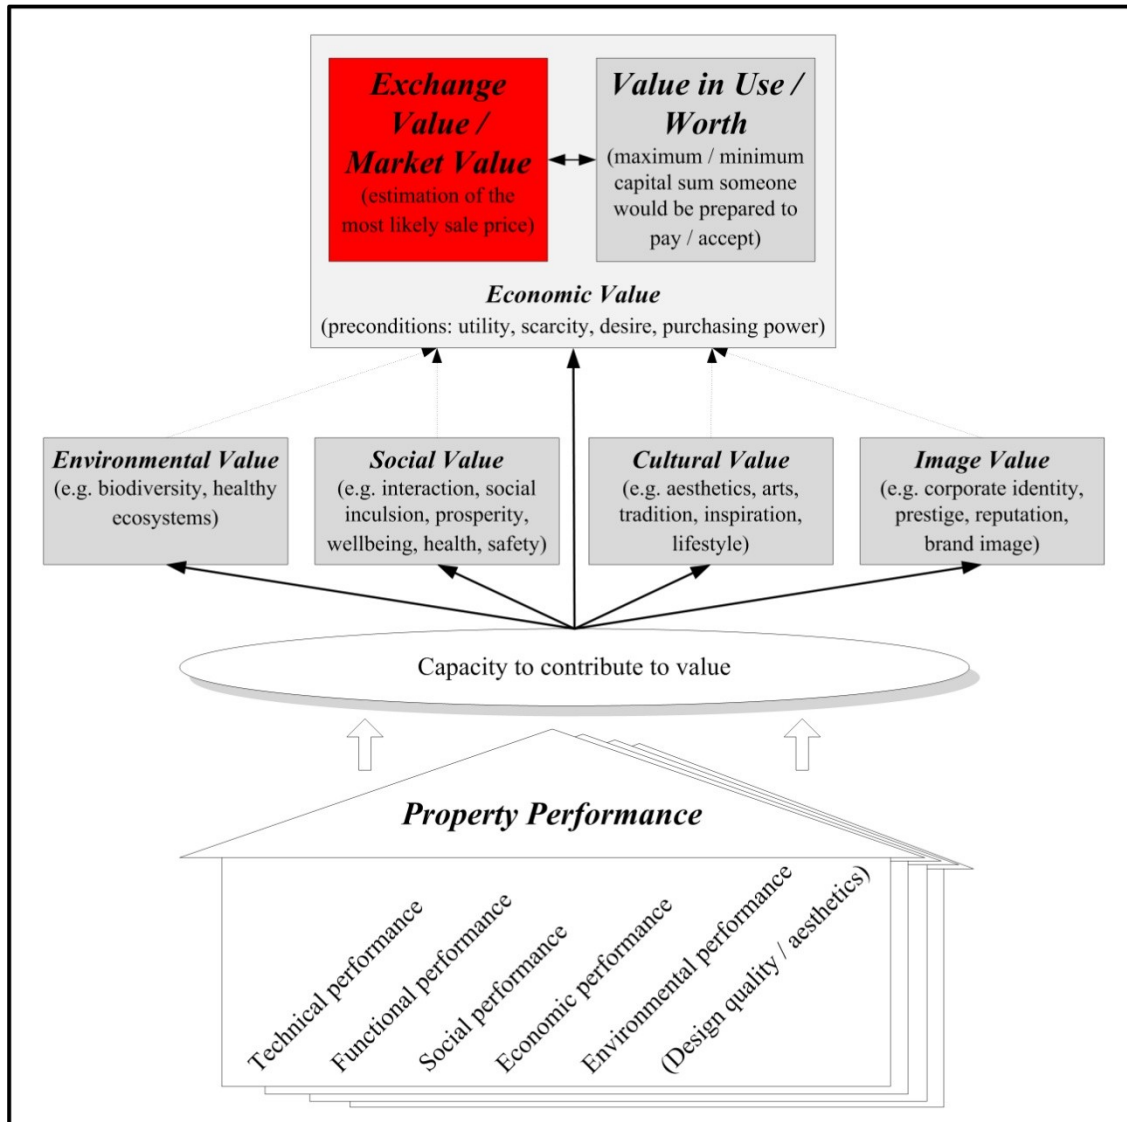 Exchange
Value /
Market Value
(estimation of the
most likely sale price)
Value in Use /
Worth
(maximum / minimum
capital sum someone
would be prepared to
pay / accept)
Economic Value
(preconditions: utility, scarcity, desire, purchasing power)
Environmental Value
(e.g. biodiversity, healthy
ecosystems)
Social Value
(e.g. interaction, social
inculsion, prosperity,
wellbeing, health, safety)
Cultural Value
(e.g. aesthetics, arts,
tradition, inspiration,
lifestyle)
Image Value
(e.g. corporate identity,
prestige, reputation,
brand image)
Capacity to contribute to value
Property Performance
Technical performance
Functional performance
Social performance
Economic performance
Environmental performance
(Design quality / aesthetics)